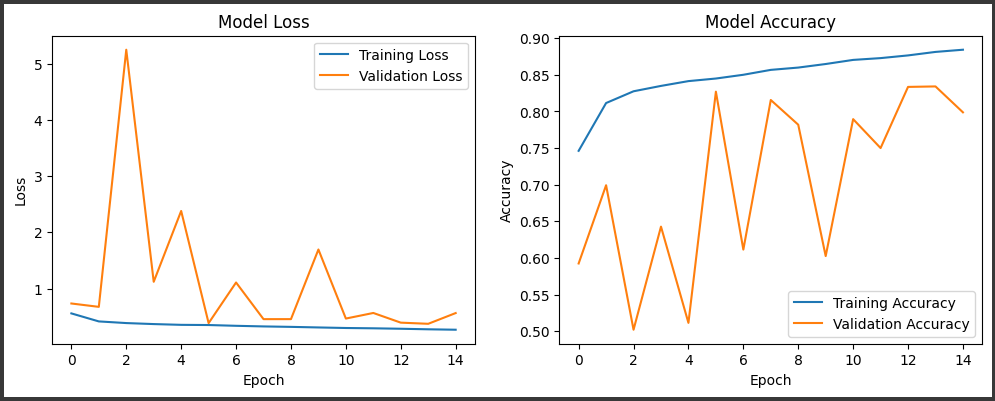 Model Loss
Training Loss
Validation Loss
5
4
3
2
1
Loss
0 2 4 6 8 10 12 14
Epoch
Model Accuracy
0.90
0.85
0.80
0.75
0.70
0.65
0.60
0.55
0.50
Accuracy
Training Accuracy
Validation Accuracy
0 2 4 6 8 10 12 14
Epoch